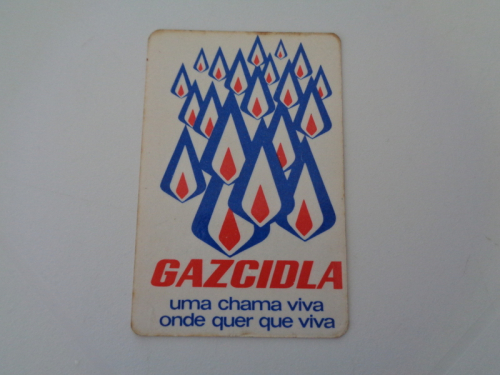 GAZCIDLA
uma chama viva
onde quer que viva